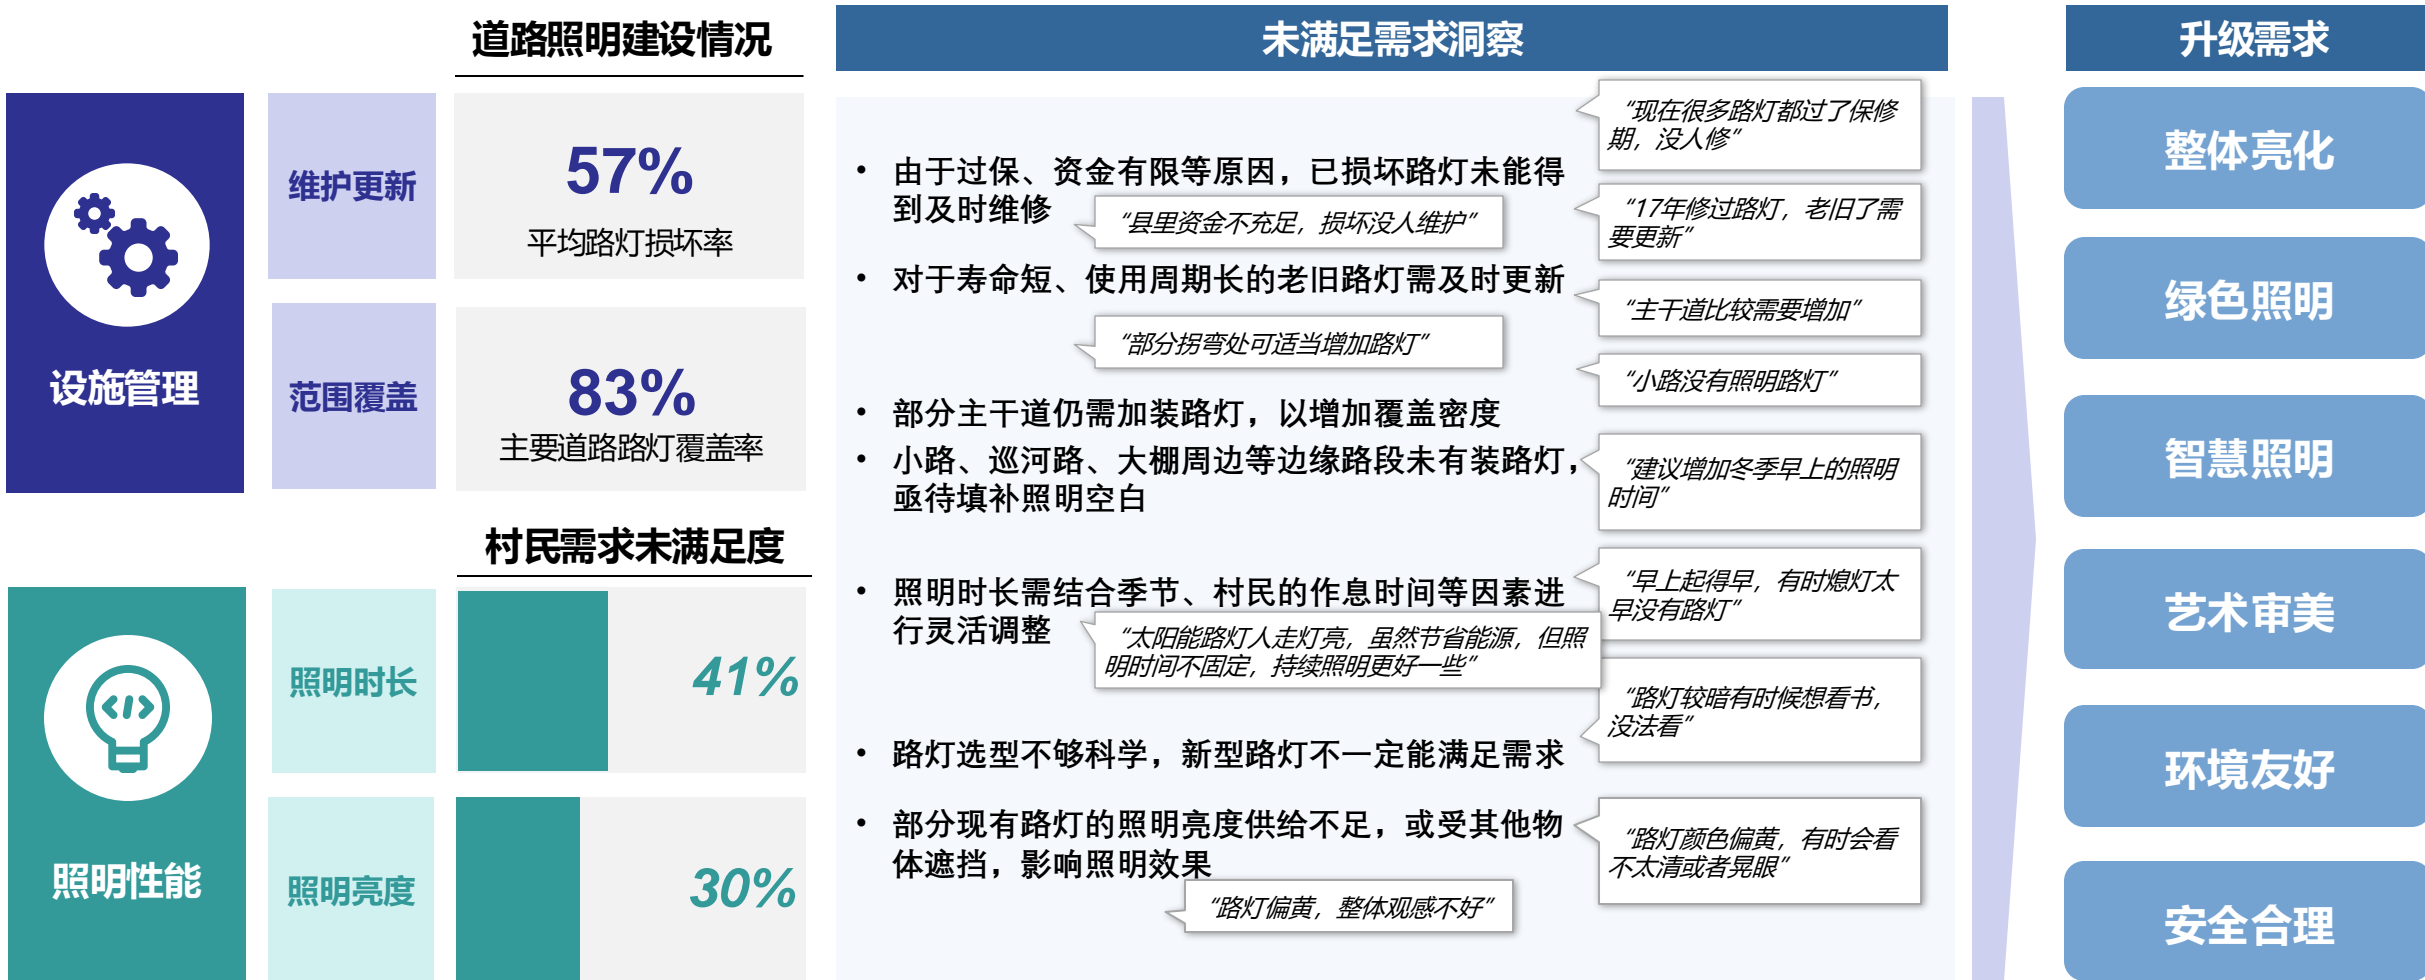 道路照明建设情况
设施管理
维护更新
57%
平均路灯损坏率
范围覆盖
83%
主要道路路灯覆盖率
村民需求未满足度
照明性能
照明时长
41%
照明亮度
30%
未满足需求洞察
• 由于过保、资金有限等原因，已损坏路灯未能得
到及时维修
“县里资金不充足，损坏没人维护”
• 对于寿命短、使用周期长的老旧路灯需及时更新
“部分拐弯处可适当增加路灯”
• 部分主干道仍需加装路灯，以增加覆盖密度
• 小路、巡河路、大棚周边等边缘路段未有装路灯，
亟待填补照明空白
• 照明时长需结合季节、村民的作息时间等因素进
行灵活调整
“太阳能路灯人走灯亮，虽然节省能源，但照
明时间不固定，持续照明更好一些”
• 路灯选型不够科学，新型路灯不一定能满足需求
• 部分现有路灯的照明亮度供给不足，或受其他物
体遮挡，影响照明效果
“路灯偏黄，整体观感不好”
“现在很多路灯都过了保修
期，没人修”
“17年修过路灯，老旧了需
要更新”
“主干道比较需要增加”
“小路没有照明路灯”
“建议增加冬季早上的照明
时间”
“早上起得早，有时熄灯太
早没有路灯”
“路灯较暗有时候想看书，
没法看”
“路灯颜色偏黄，有时会看
不太清或者晃眼”
升级需求
整体亮化
绿色照明
智慧照明
艺术审美
环境友好
安全合理